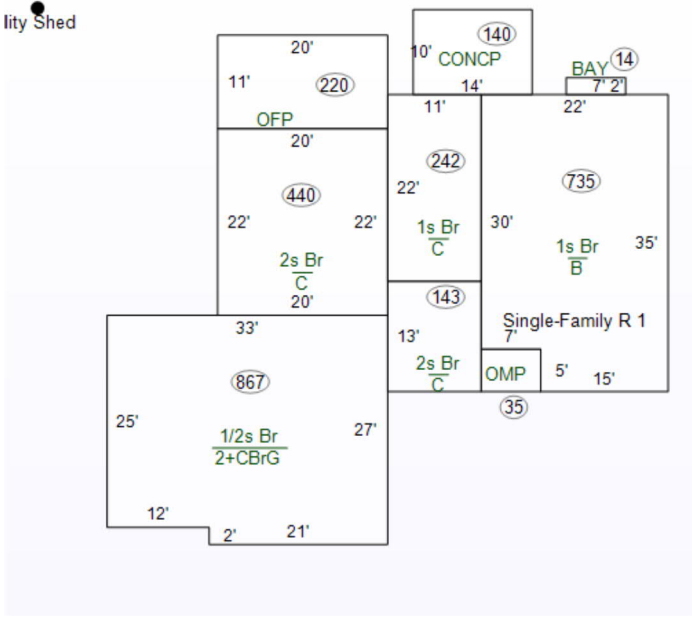 lity Shed
140
10'
CONCP
14'
14
BAY
7' 2'
20'
11'
220
OFP
20'
440
22'
22'
2s Br
C
20'
11'
242
22'
1s Br
C
22'
735
30'
1s Br
B
35'
Single-Family R 1
7'
143
13'
2s Br
C
OMP
5'
15'
35
33'
867
25'
27'
1/2s Br
2+CBrG
12'
2'
21'